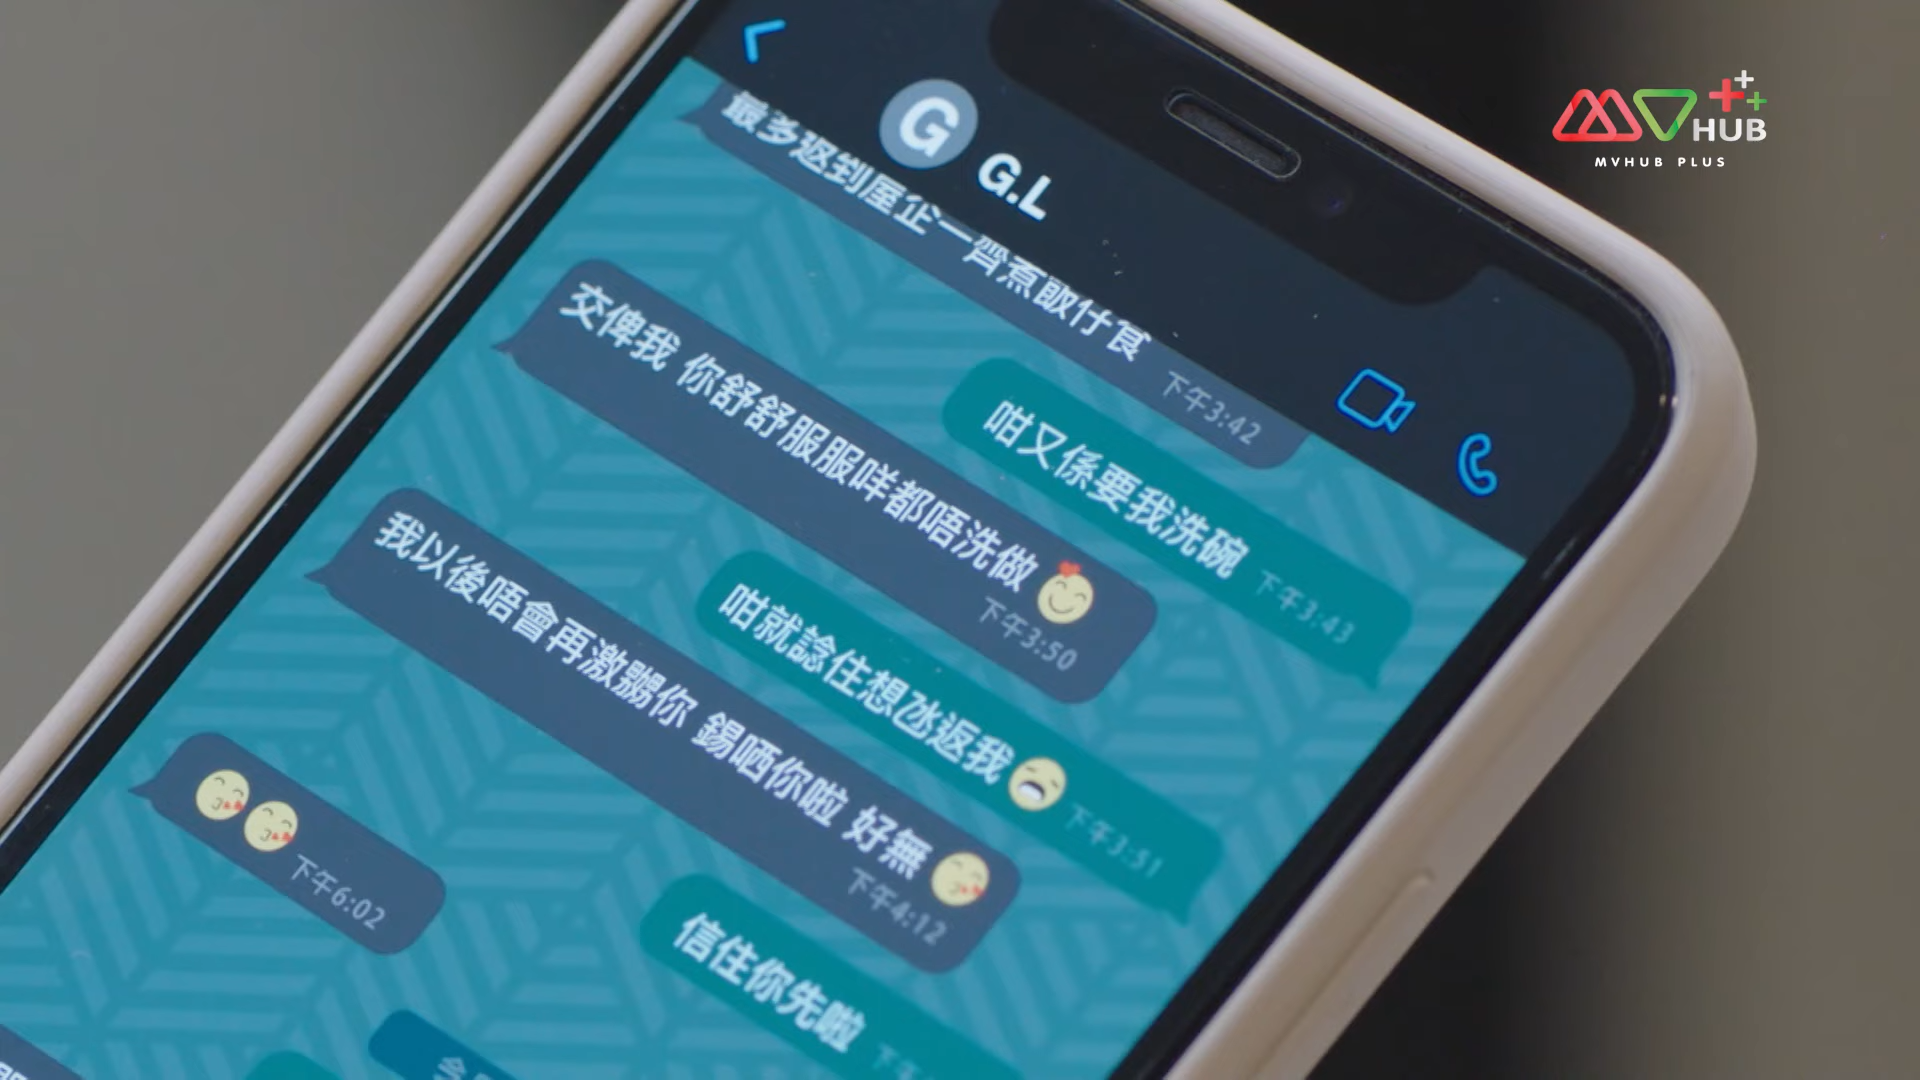 MVHUB
MVHUB PLUS
G
G.L
最多返到屋企一齊煮飯仔食
下午3:42
咁又係要我洗碗
下午3:43
交俾我 你舒舒服服咩都唔洗做
下午3:50
咁就諗住想氹返我
下午3:51
我以後唔會再激嬲你 錫晒你啦 好無
下午4:12
信住你先啦
下午6:02